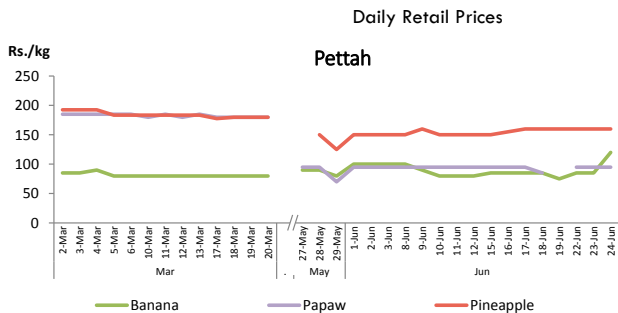 Daily Retail Prices
Rs./kg
Pettah
250
200
150
100
50
0
2-Mar
3-Mar
4-Mar
5-Mar
6-Mar
10-Mar
11-Mar
12-Mar
13-Mar
17-Mar
18-Mar
19-Mar
20-Mar
27-May
28-May
29-May
1-Jun
2-Jun
3-Jun
8-Jun
9-Jun
10-Jun
11-Jun
12-Jun
15-Jun
16-Jun
17-Jun
18-Jun
19-Jun
22-Jun
23-Jun
24-Jun
Mar . May Jun
Banana Papaw Pineapple